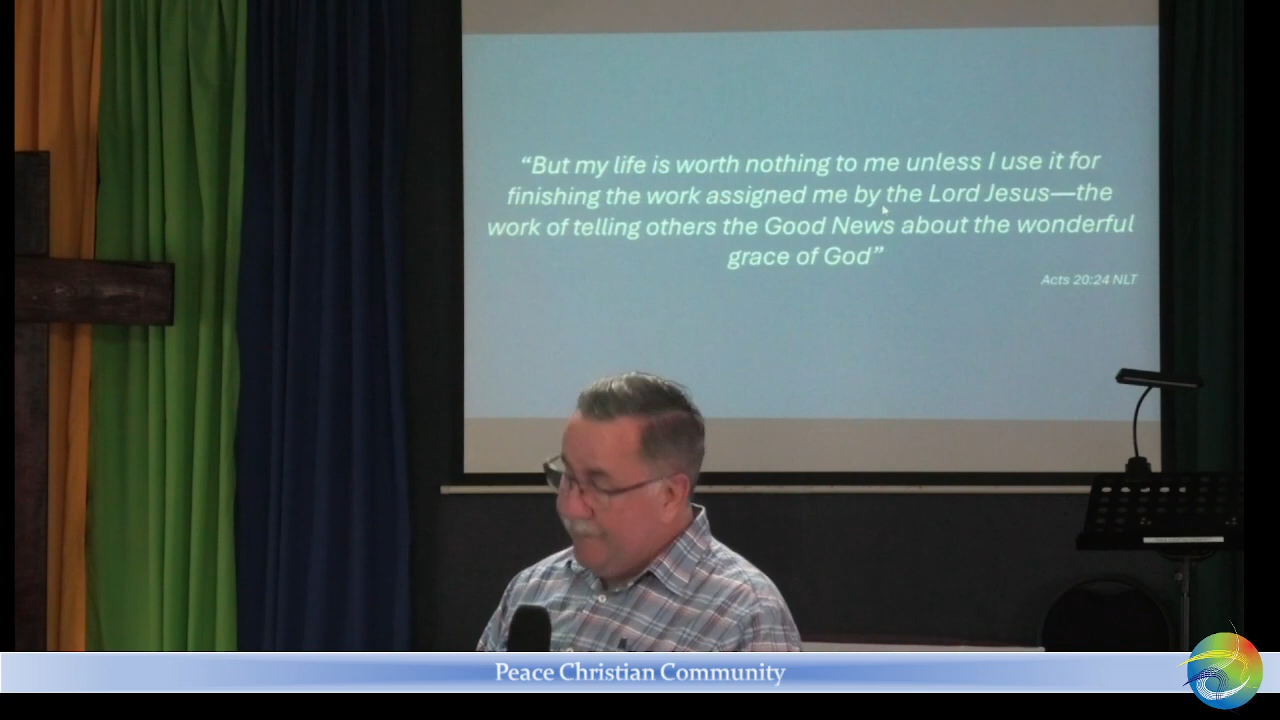 “But my life is worth nothing to me unless I use it for
finishing the work assigned me by the Lord Jesus—the
work of telling others the Good News about the wonderful
grace of God”
Acts 20:24 NLT
Peace Christian Community